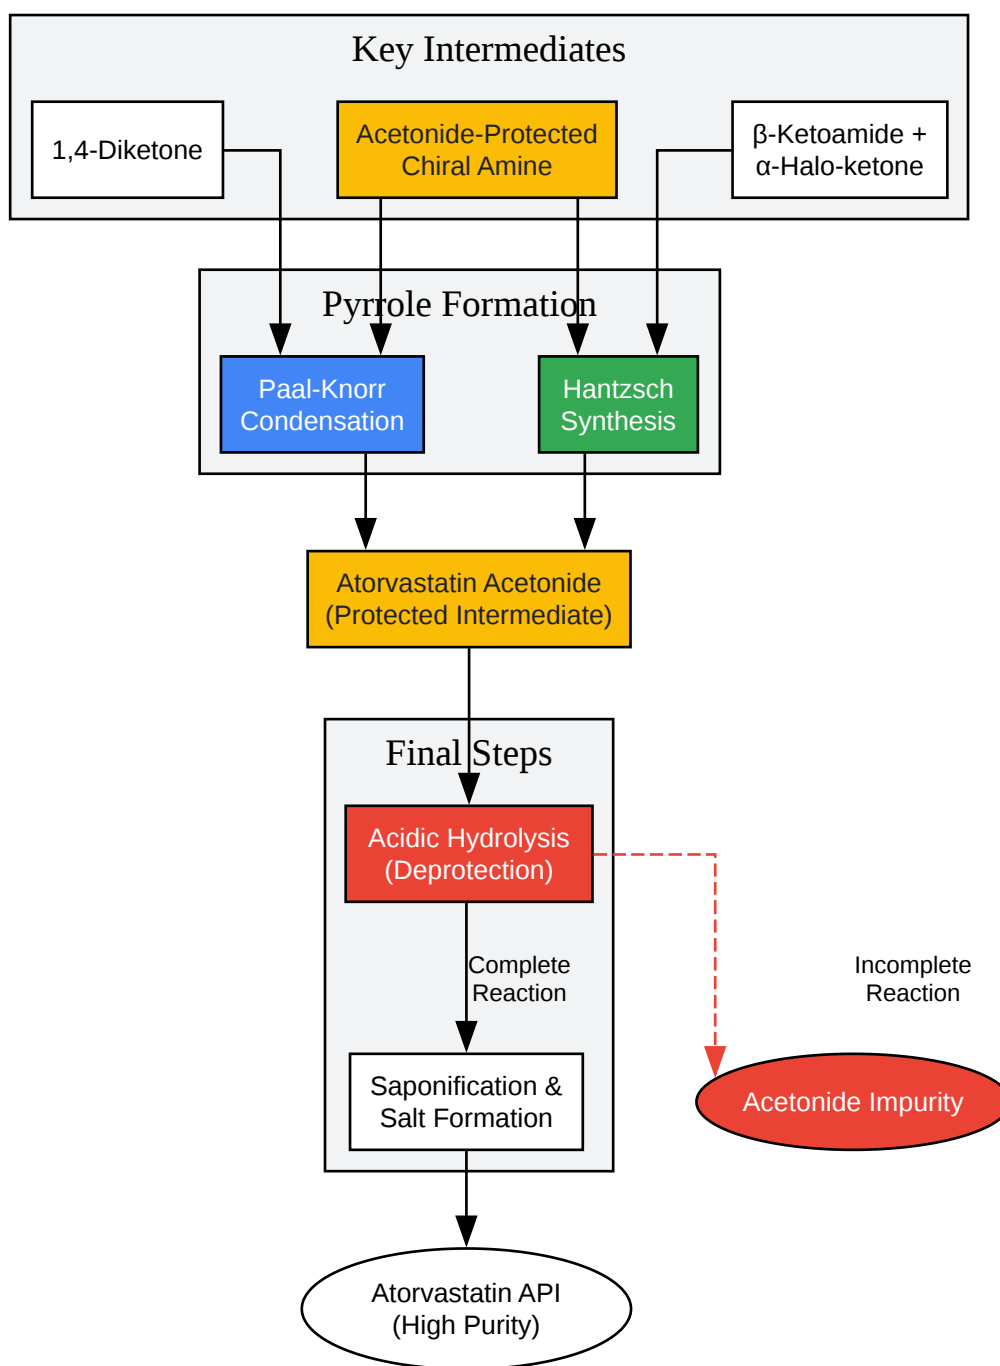 Key Intermediates
1,4-Diketone
Acetonide-Protected
Chiral Amine
β-Ketoamide +
α-Halo-ketone
Pyrrole Formation
Paal-Knorr
Condensation
Hantzsch
Synthesis
Atorvastatin Acetonide
(Protected Intermediate)
Final Steps
Acidic Hydrolysis
(Deprotection)
Complete
Reaction
Incomplete
Reaction
Saponification &
Salt Formation
Acetonide Impurity
Atorvastatin API
(High Purity)